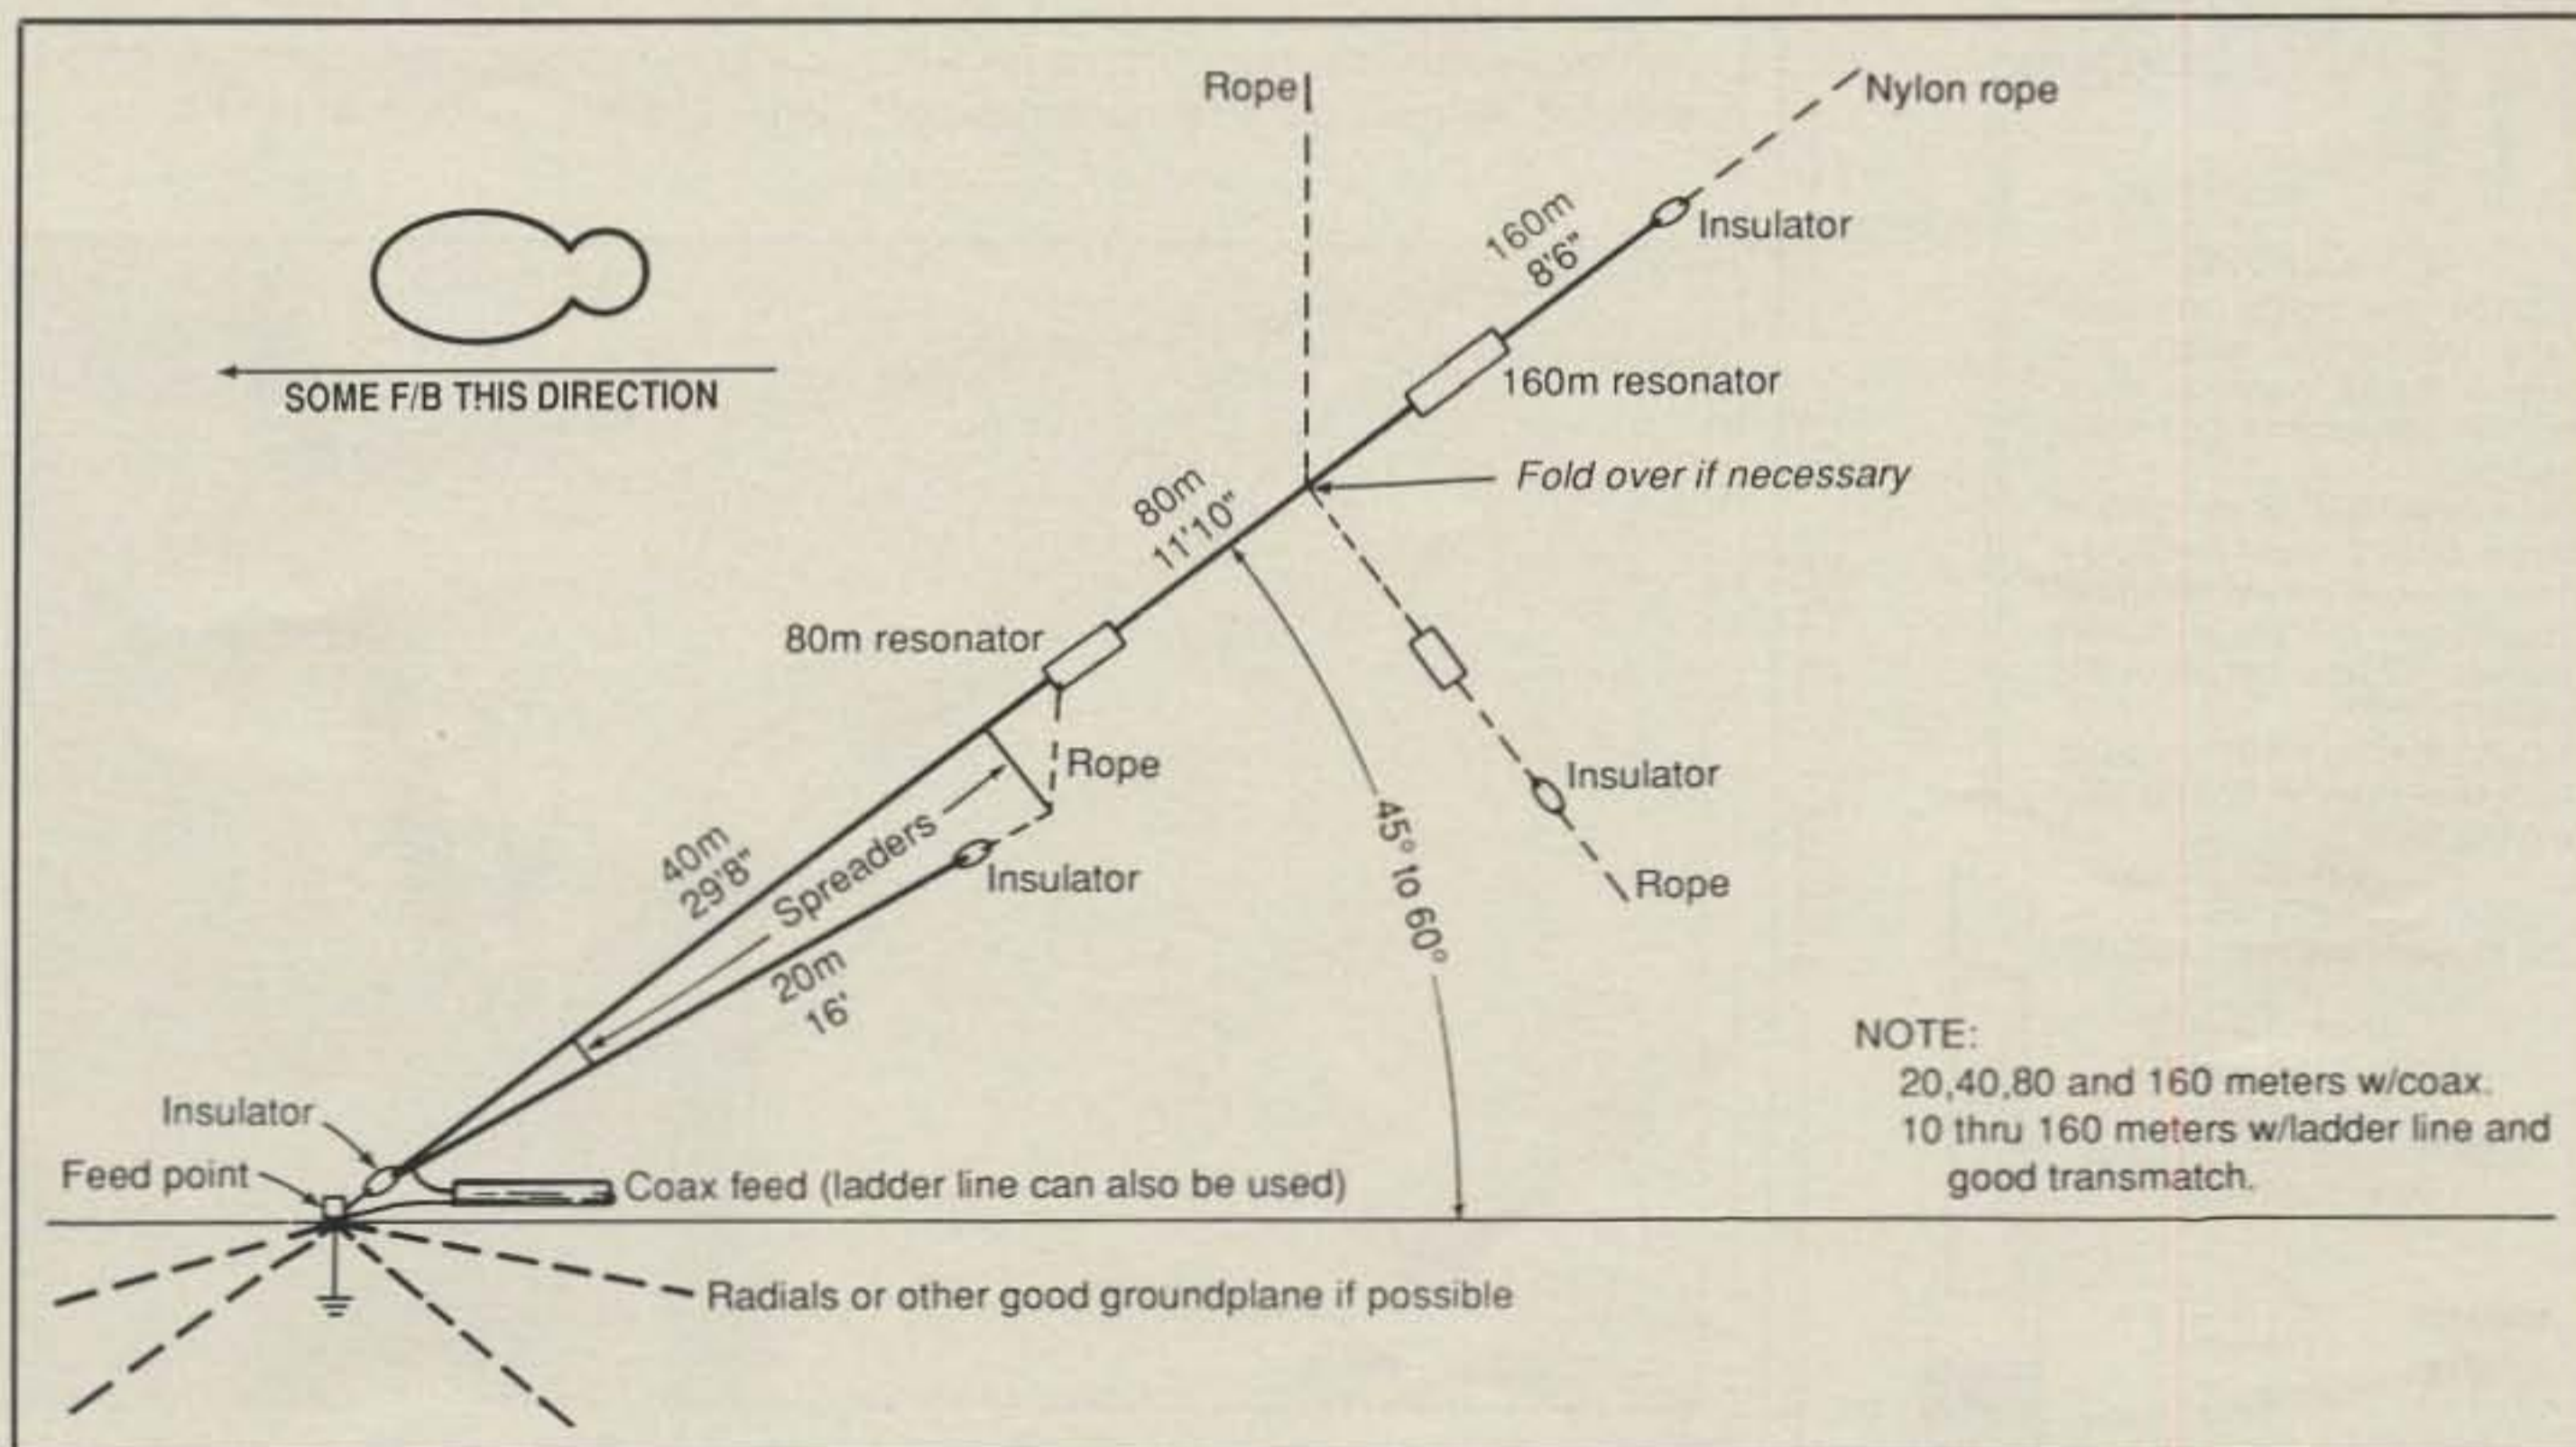 Rope
Nylon rope
160m
8'6"
Insulator
160m resonator
SOME F/B THIS DIRECTION
Fold over if necessary
80m
11'10"
80m resonator
Rope
Insulator
40m
29'8"
Spreaders
45° to 60°
Insulator
Rope
20m
16'
NOTE:
20,40,80 and 160 meters w/coax.
10 thru 160 meters w/ladder line and
good transmatch.
Insulator
Feed point
Coax feed (ladder line can also be used)
Radials or other good groundplane if possible